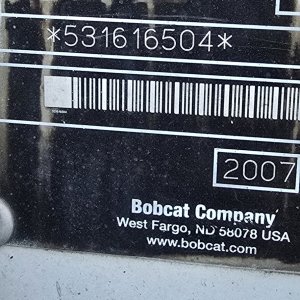 *531616504*
2007
Bobcat Company
West Fargo, ND 58078 USA
www.bobcat.com